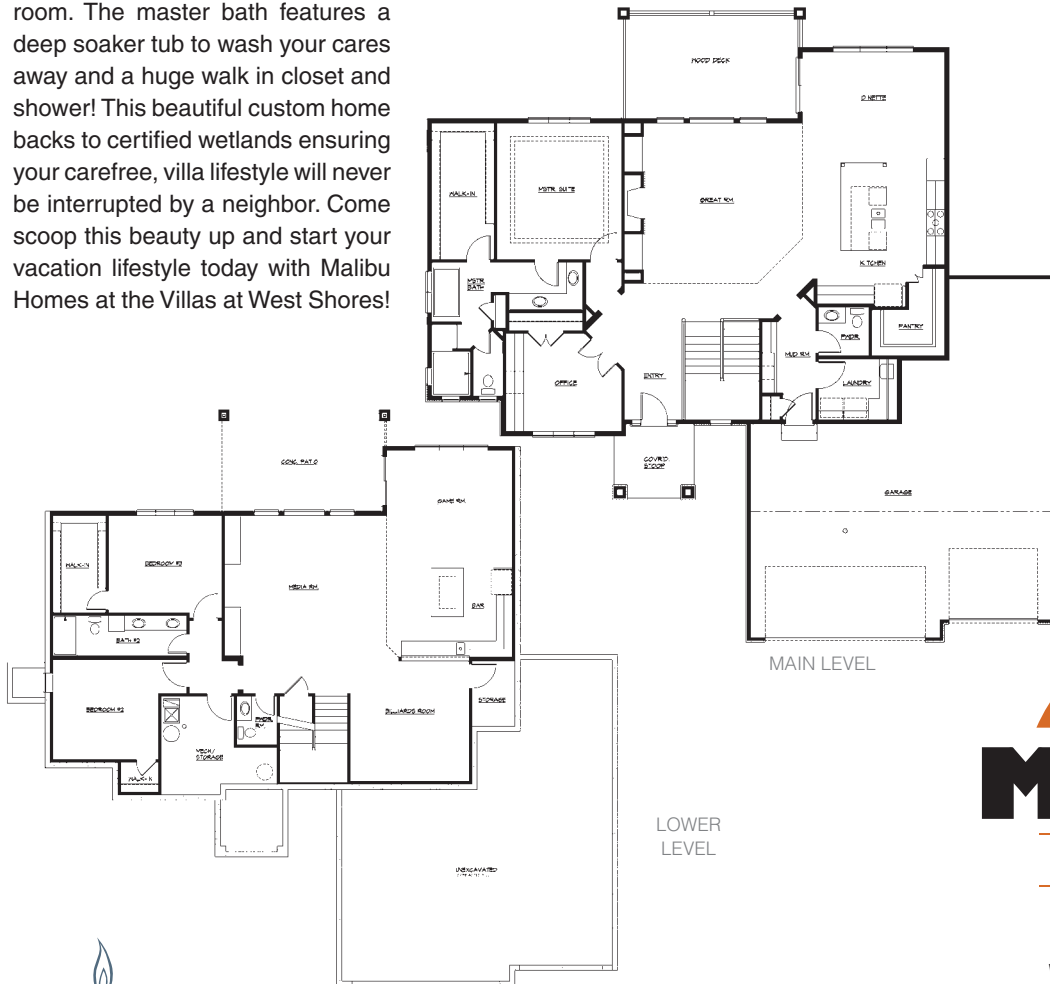 room. The master bath features a
deep soaker tub to wash your cares
away and a huge walk in closet and
shower! This beautiful custom home
backs to certified wetlands ensuring
your carefree, villa lifestyle will never
be interrupted by a neighbor. Come
scoop this beauty up and start your
vacation lifestyle today with Malibu
Homes at the Villas at West Shores!
WOOD DECK
WALK-IN
MSTR. SUITE
GREAT RM.
KITCHEN
MSTR
BATH
PANTRY
PWDR.
MUD RM.
LAUNDRY
OFFICE
ENTRY
COVR'D.
STOOP
GARAGE
MAIN LEVEL
CONC. PATIO
GAME RM.
WALK-IN
BEDROOM #3
MEDIA RM.
BAR
BATH #2
BEDROOM #2
PWDR.
RM.
BILLIARDS ROOM
STORAGE
MECH/
STORAGE
WALK-IN
UNEXCAVATED
LOWER
LEVEL
M